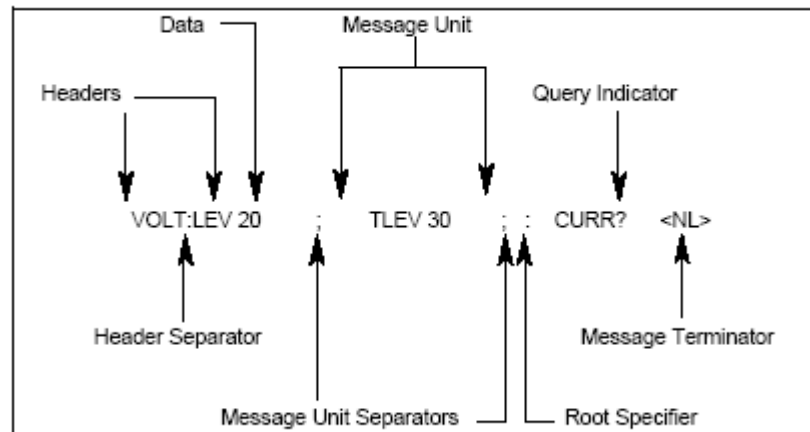 Data Message Unit
Headers Query Indicator
VOLT:LEV 20 ; TLEV 30 ; : CURR? <NL>
Header Separator Message Terminator
Message Unit Separators Root Specifier